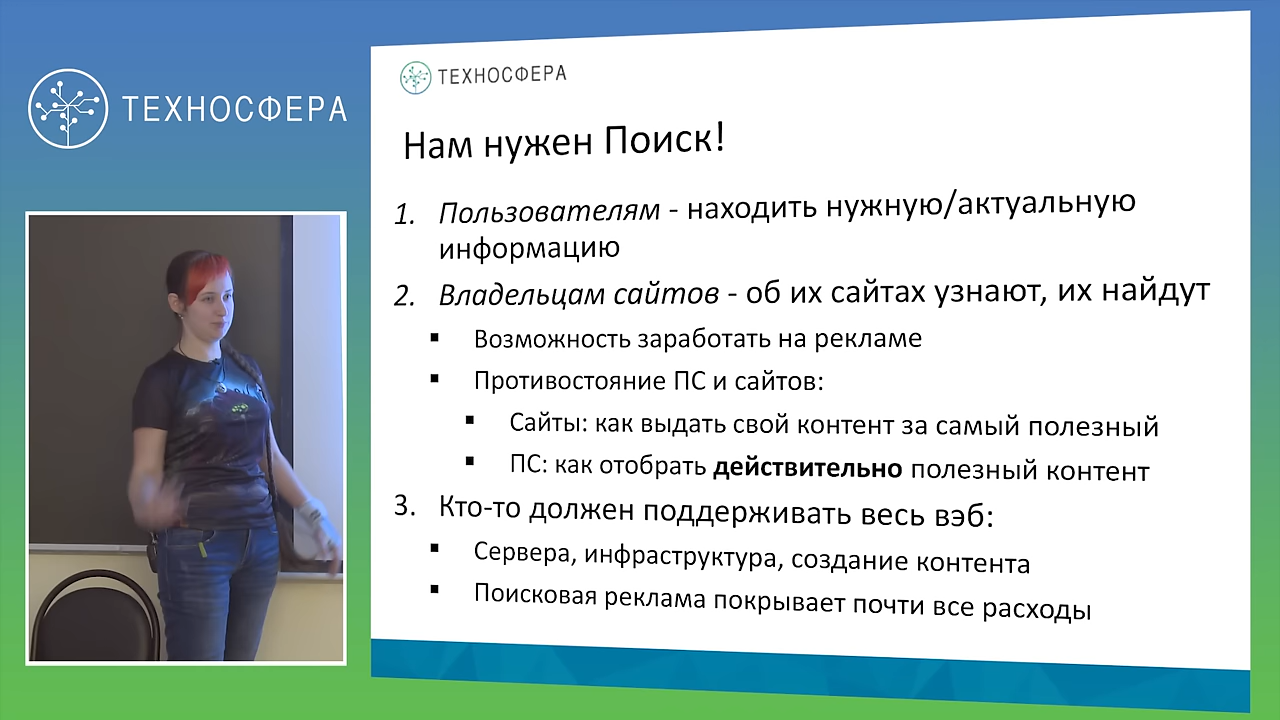 ТЕХНОСФЕРА
ТЕХНОСФЕРА
Нам нужен Поиск!
1. Пользователям - находить нужную/актуальную
информацию
2. Владельцам сайтов - об их сайтах узнают, их найдут
▪ Возможность заработать на рекламе
▪ Противостояние ПС и сайтов:
▪ Сайты: как выдать свой контент за самый полезный
▪ ПС: как отобрать действительно полезный контент
3. Кто-то должен поддерживать весь вэб:
▪ Сервера, инфраструктура, создание контента
▪ Поисковая реклама покрывает почти все расходы